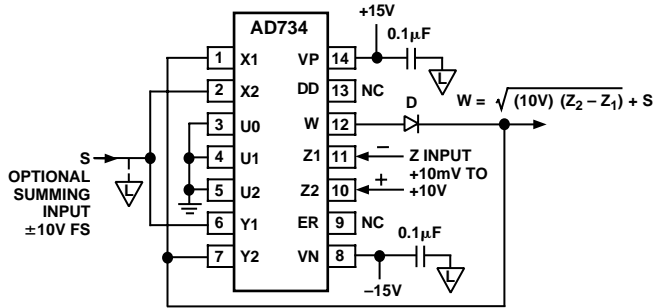 AD734
+15V
0.1µF
1 X1 VP 14
2 X2 DD 13 NC
W = √(10V) (Z2 – Z1) + S
D
3 U0 W 12
4 U1 Z1 11
– Z INPUT
+10mV TO
+ +10V
5 U2 Z2 10
S
OPTIONAL
SUMMING
INPUT
±10V FS
L
L
6 Y1 ER 9 NC
0.1µF
7 Y2 VN 8
L
–15V